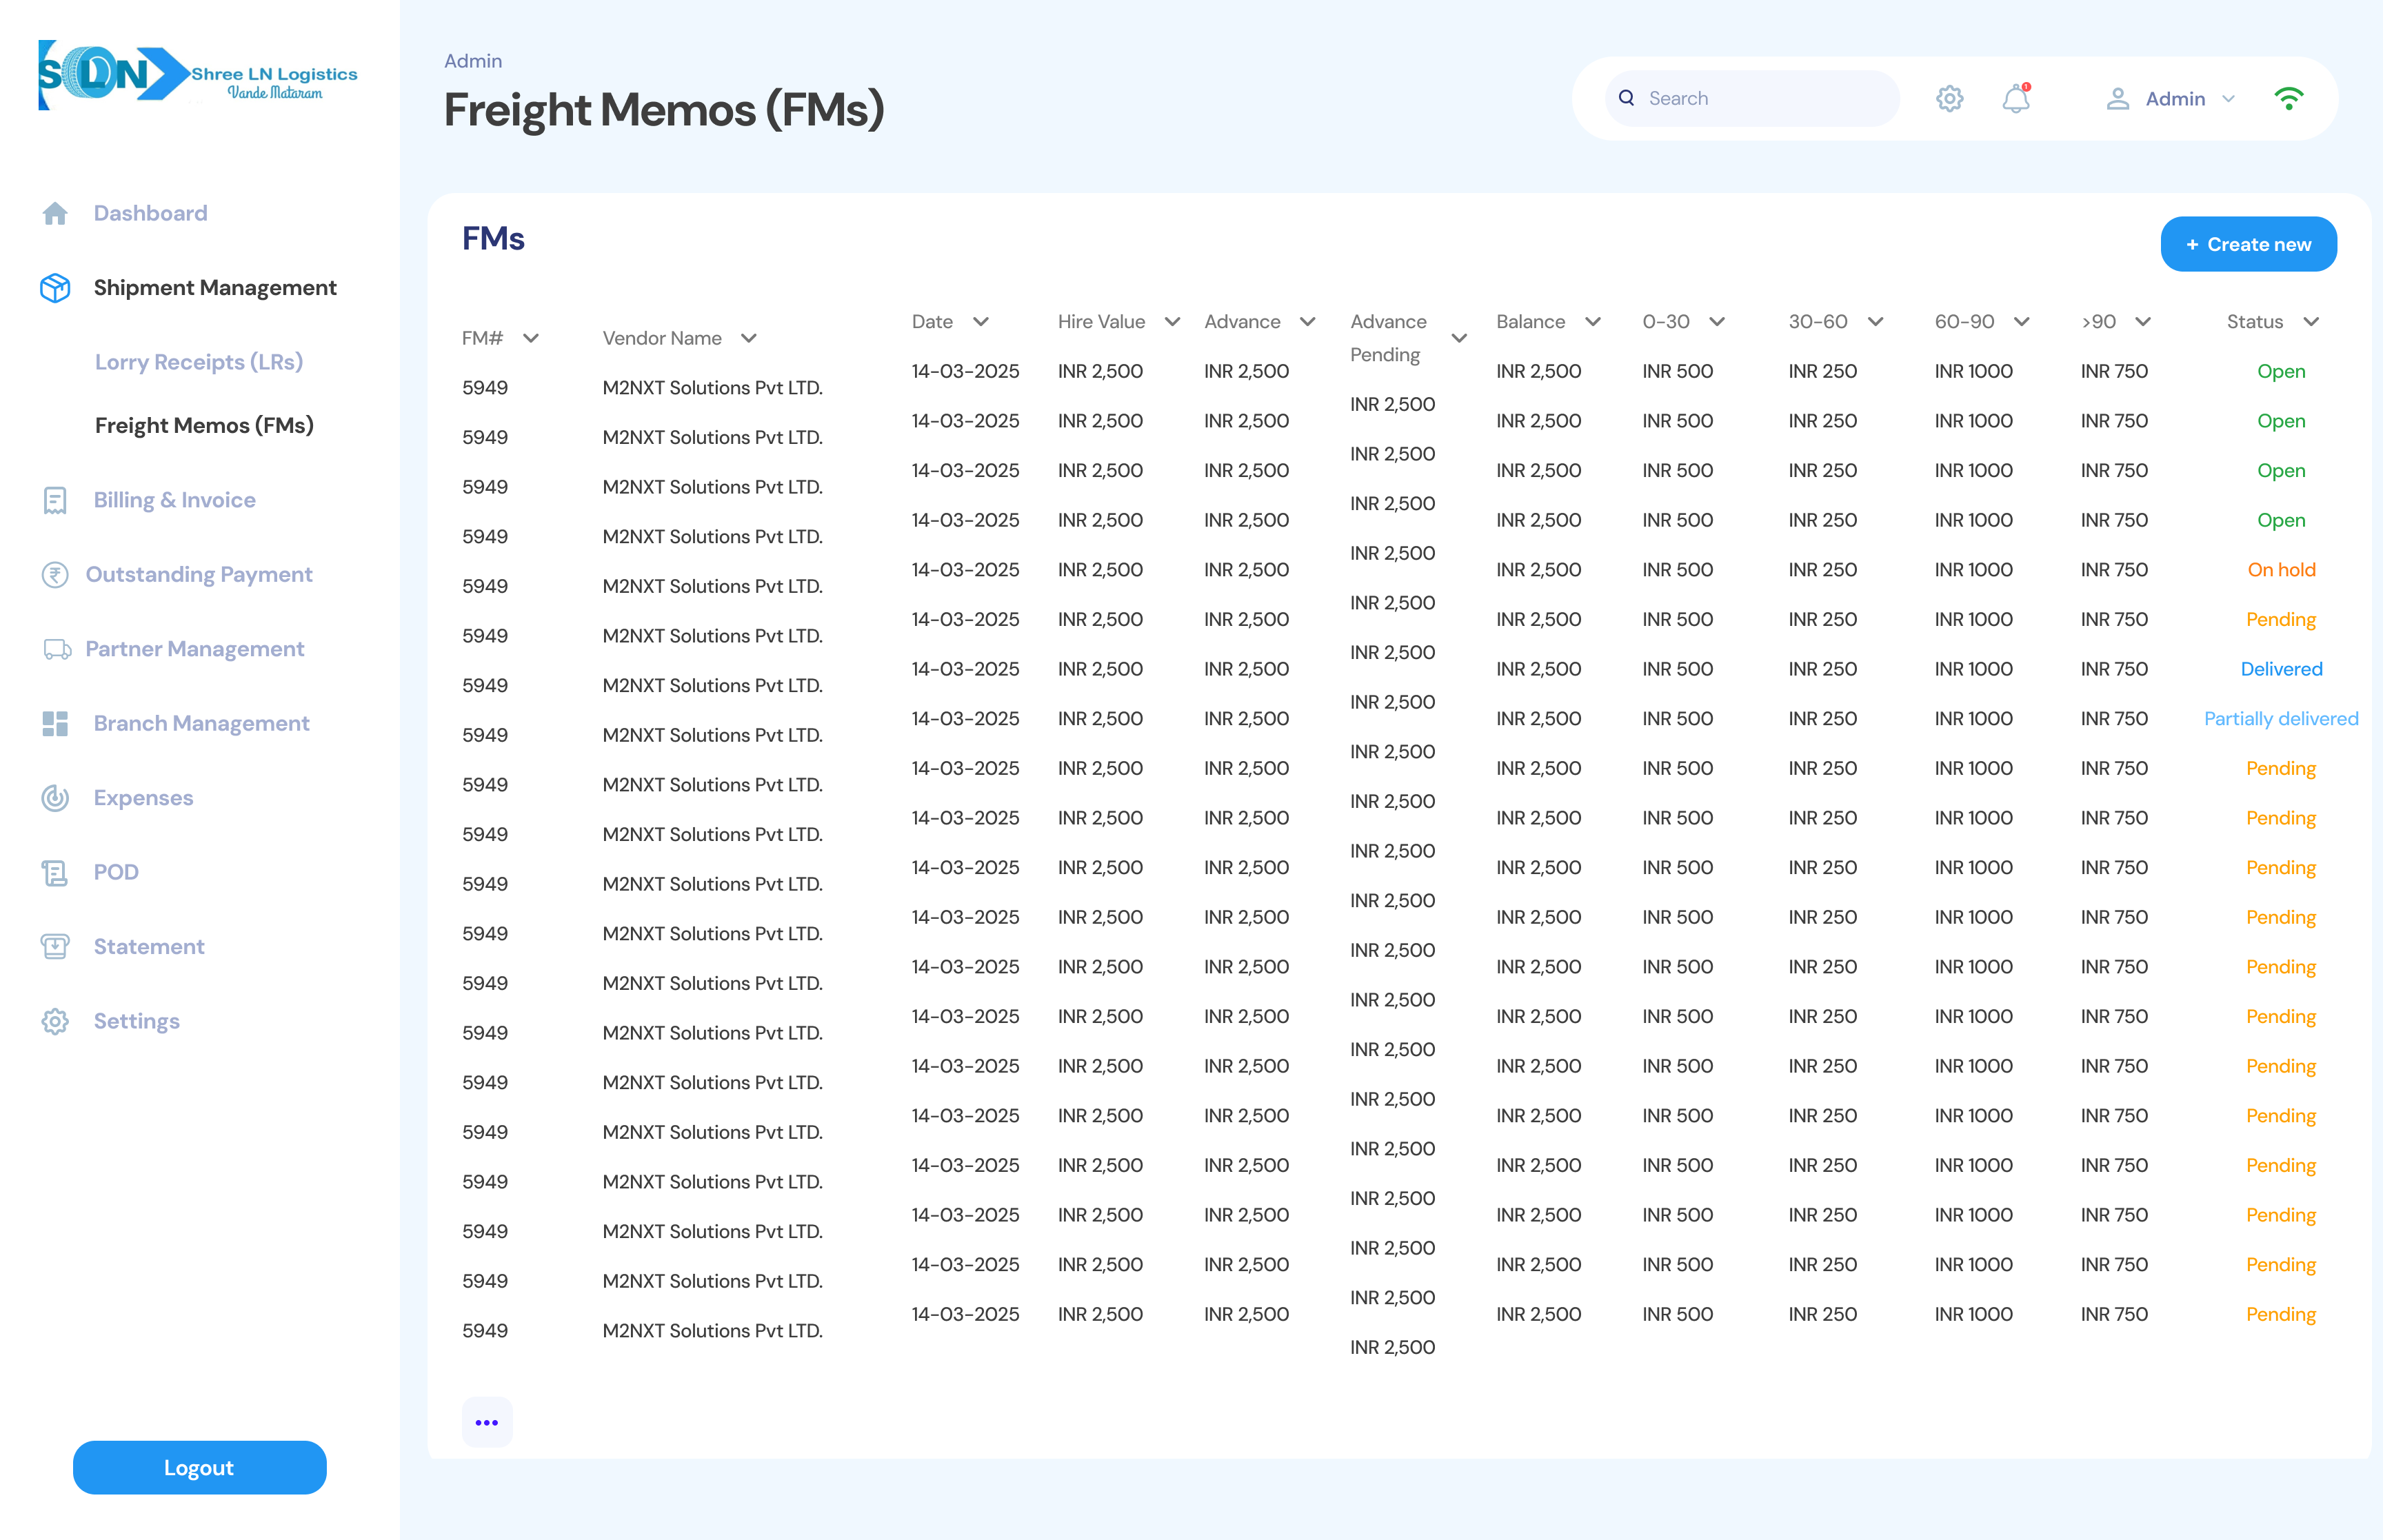 SLN
Shree LN Logistics
Vande Mataram
Dashboard
Shipment Management
Lorry Receipts (LRs)
Freight Memos (FMs)
Billing & Invoice
Outstanding Payment
Partner Management
Branch Management
Expenses
POD
Statement
Settings
Logout
Admin
Freight Memos (FMs)
Search
1
Admin
FMs
+ Create new
FM# Vendor Name Date Hire Value Advance Advance Pending Balance 0-30 30-60 60-90 >90 Status
5949 M2NXT Solutions Pvt LTD. 14-03-2025 INR 2,500 INR 2,500 INR 2,500 INR 2,500 INR 500 INR 250 INR 1000 INR 750 Open
5949 M2NXT Solutions Pvt LTD. 14-03-2025 INR 2,500 INR 2,500 INR 2,500 INR 2,500 INR 500 INR 250 INR 1000 INR 750 Open
5949 M2NXT Solutions Pvt LTD. 14-03-2025 INR 2,500 INR 2,500 INR 2,500 INR 2,500 INR 500 INR 250 INR 1000 INR 750 Open
5949 M2NXT Solutions Pvt LTD. 14-03-2025 INR 2,500 INR 2,500 INR 2,500 INR 2,500 INR 500 INR 250 INR 1000 INR 750 Open
5949 M2NXT Solutions Pvt LTD. 14-03-2025 INR 2,500 INR 2,500 INR 2,500 INR 2,500 INR 500 INR 250 INR 1000 INR 750 On hold
5949 M2NXT Solutions Pvt LTD. 14-03-2025 INR 2,500 INR 2,500 INR 2,500 INR 2,500 INR 500 INR 250 INR 1000 INR 750 Pending
5949 M2NXT Solutions Pvt LTD. 14-03-2025 INR 2,500 INR 2,500 INR 2,500 INR 2,500 INR 500 INR 250 INR 1000 INR 750 Delivered
5949 M2NXT Solutions Pvt LTD. 14-03-2025 INR 2,500 INR 2,500 INR 2,500 INR 2,500 INR 500 INR 250 INR 1000 INR 750 Partially delivered
5949 M2NXT Solutions Pvt LTD. 14-03-2025 INR 2,500 INR 2,500 INR 2,500 INR 2,500 INR 500 INR 250 INR 1000 INR 750 Pending
5949 M2NXT Solutions Pvt LTD. 14-03-2025 INR 2,500 INR 2,500 INR 2,500 INR 2,500 INR 500 INR 250 INR 1000 INR 750 Pending
5949 M2NXT Solutions Pvt LTD. 14-03-2025 INR 2,500 INR 2,500 INR 2,500 INR 2,500 INR 500 INR 250 INR 1000 INR 750 Pending
5949 M2NXT Solutions Pvt LTD. 14-03-2025 INR 2,500 INR 2,500 INR 2,500 INR 2,500 INR 500 INR 250 INR 1000 INR 750 Pending
5949 M2NXT Solutions Pvt LTD. 14-03-2025 INR 2,500 INR 2,500 INR 2,500 INR 2,500 INR 500 INR 250 INR 1000 INR 750 Pending
5949 M2NXT Solutions Pvt LTD. 14-03-2025 INR 2,500 INR 2,500 INR 2,500 INR 2,500 INR 500 INR 250 INR 1000 INR 750 Pending
5949 M2NXT Solutions Pvt LTD. 14-03-2025 INR 2,500 INR 2,500 INR 2,500 INR 2,500 INR 500 INR 250 INR 1000 INR 750 Pending
5949 M2NXT Solutions Pvt LTD. 14-03-2025 INR 2,500 INR 2,500 INR 2,500 INR 2,500 INR 500 INR 250 INR 1000 INR 750 Pending
5949 M2NXT Solutions Pvt LTD. 14-03-2025 INR 2,500 INR 2,500 INR 2,500 INR 2,500 INR 500 INR 250 INR 1000 INR 750 Pending
5949 M2NXT Solutions Pvt LTD. 14-03-2025 INR 2,500 INR 2,500 INR 2,500 INR 2,500 INR 500 INR 250 INR 1000 INR 750 Pending
5949 M2NXT Solutions Pvt LTD. 14-03-2025 INR 2,500 INR 2,500 INR 2,500 INR 2,500 INR 500 INR 250 INR 1000 INR 750 Pending
5949 M2NXT Solutions Pvt LTD. 14-03-2025 INR 2,500 INR 2,500 INR 2,500 INR 2,500 INR 500 INR 250 INR 1000 INR 750 Pending